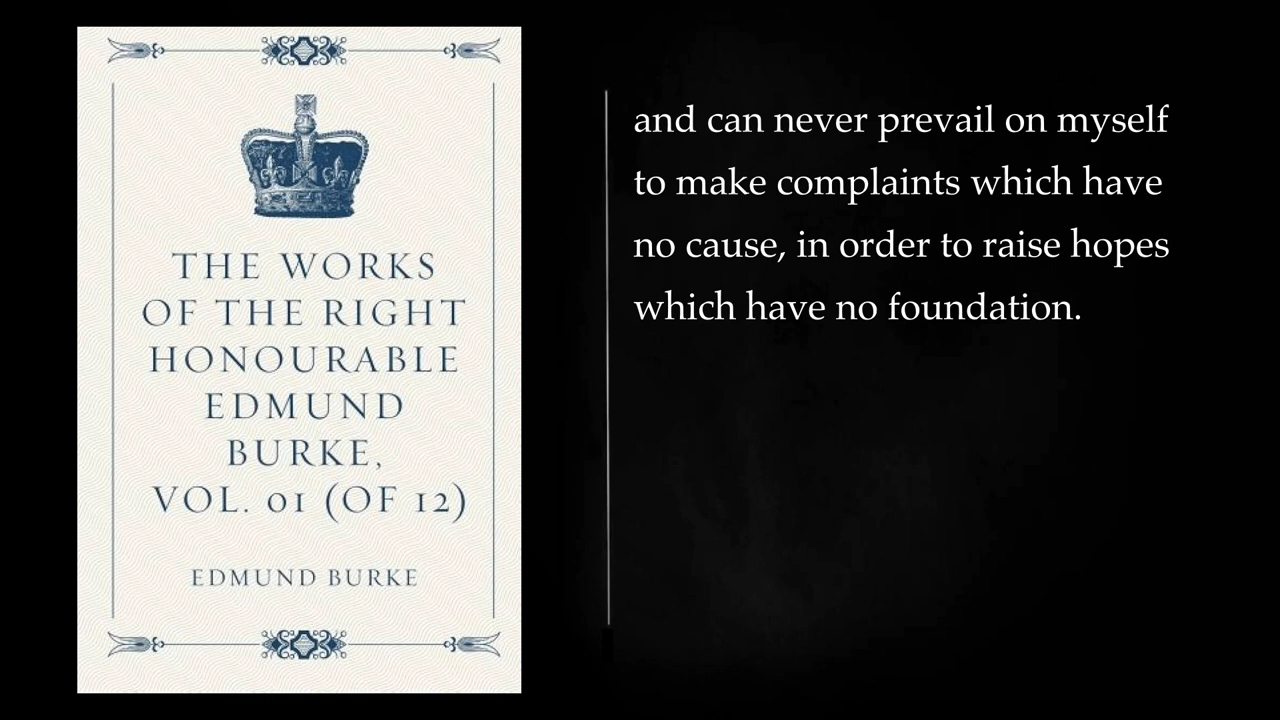 THE WORKS
OF THE RIGHT
HONOURABLE
EDMUND
BURKE,
VOL. 01 (OF 12)
EDMUND BURKE
and can never prevail on myself
to make complaints which have
no cause, in order to raise hopes
which have no foundation.